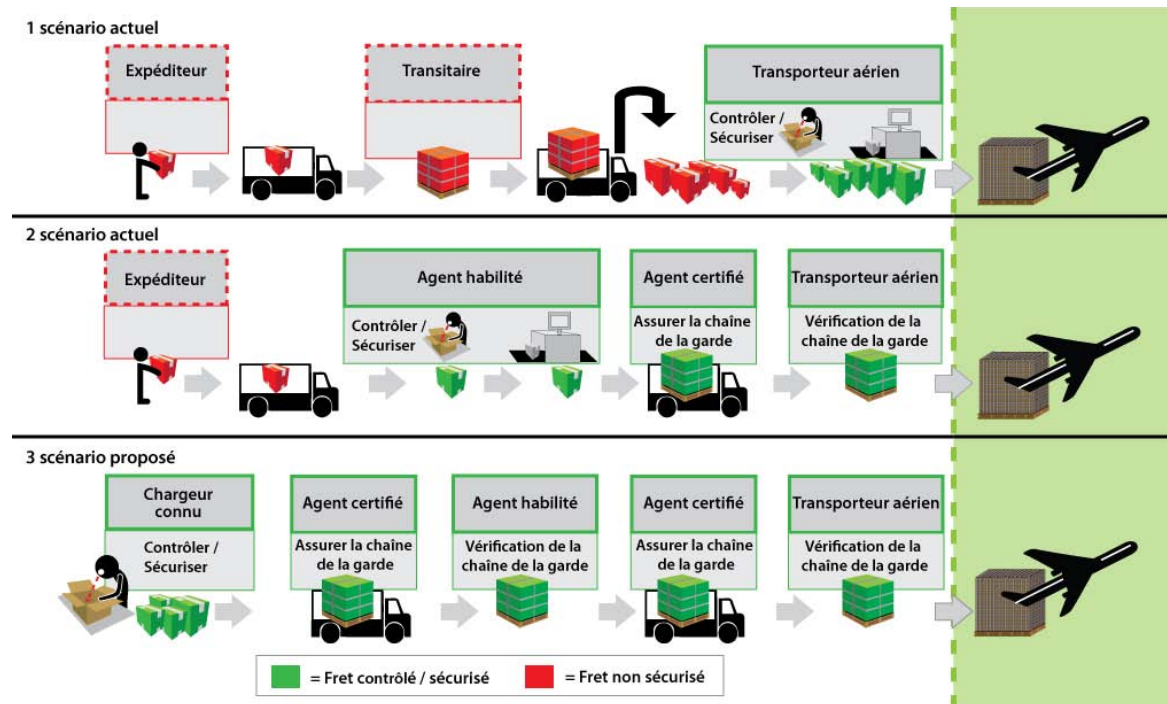 1 scénario actuel
Expéditeur
Transitaire
Transporteur aérien
Contrôler /
Sécuriser
2 scénario actuel
Expéditeur
Agent habilité
Contrôler /
Sécuriser
Agent certifié
Assurer la chaîne
de la garde
Transporteur aérien
Vérification de la
chaîne de la garde
3 scénario proposé
Chargeur
connu
Contrôler /
Sécuriser
Agent certifié
Assurer la chaîne
de la garde
Agent habilité
Vérification de la
chaîne de la garde
Agent certifié
Assurer la chaîne
de la garde
Transporteur aérien
Vérification de la
chaîne de la garde
= Fret contrôlé / sécurisé
= Fret non sécurisé